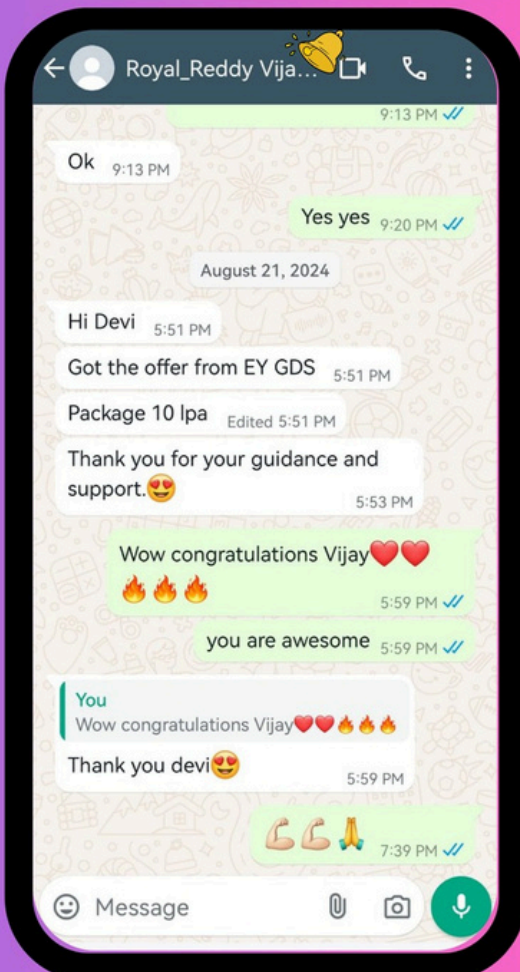 Royal_Reddy Vija...
9:13 PM
Ok 9:13 PM
Yes yes 9:20 PM
August 21, 2024
Hi Devi 5:51 PM
Got the offer from EY GDS 5:51 PM
Package 10 lpa Edited 5:51 PM
Thank you for your guidance and
support.😍
5:53 PM
Wow congratulations Vijay❤️❤️
🔥🔥🔥
5:59 PM
you are awesome 5:59 PM
You
Wow congratulations Vijay❤️❤️🔥🔥🔥
Thank you devi😍
5:59 PM
💪🏻💪🏻🙏 7:39 PM
Message